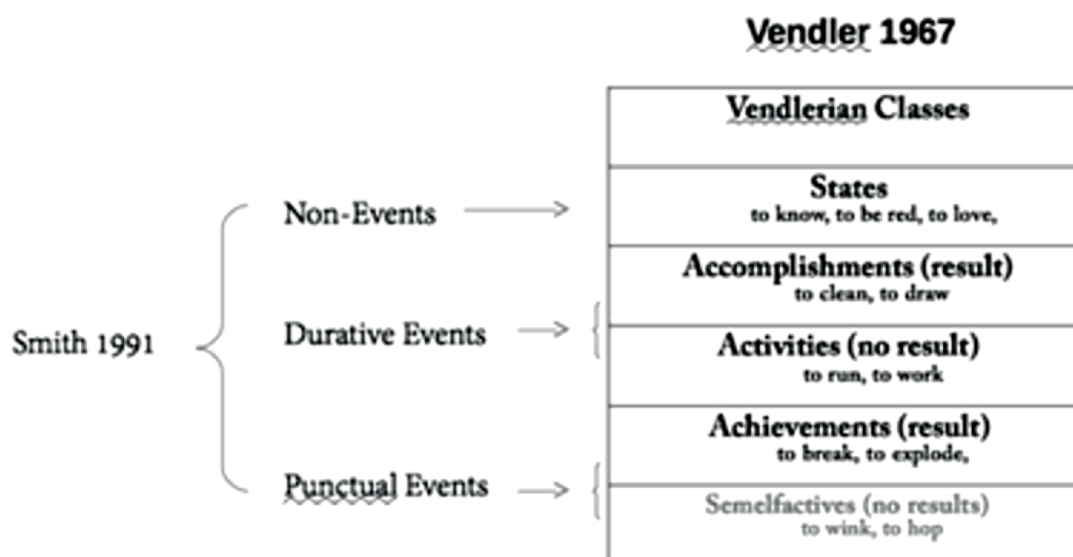 Vendler 1967
Vendlerian Classes
States
to know, to be red, to love,
Non-Events
Accomplishments (result)
to clean, to draw
Smith 1991
Durative Events
Activities (no result)
to run, to work
Achievements (result)
to break, to explode,
Punctual Events
Semelfactives (no results)
to wink, to hop